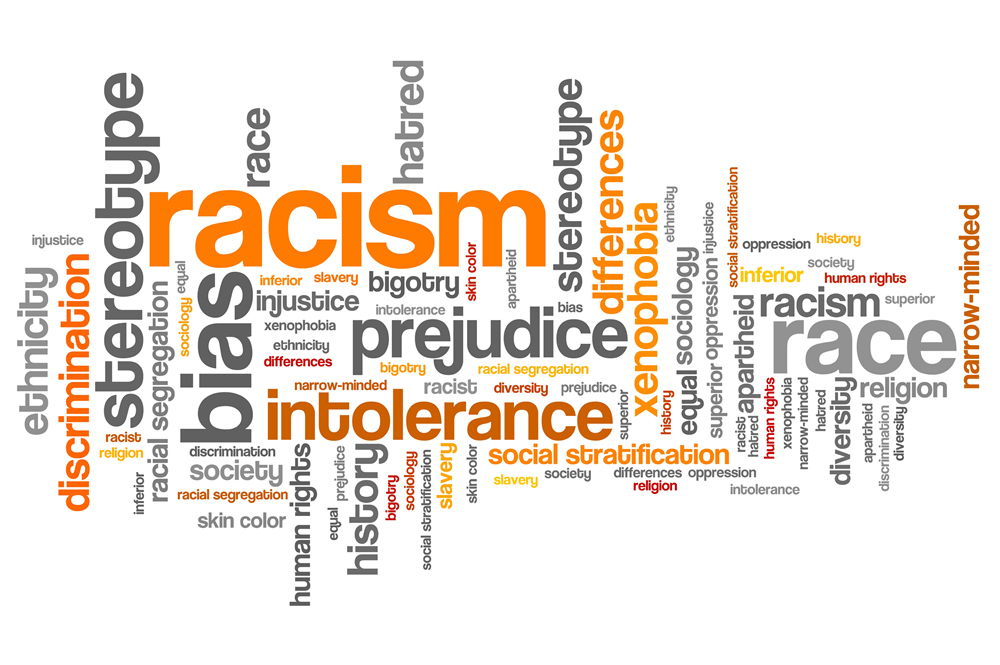 injustice
ethnicity
discrimination
stereotype
race
hatred
racism
stereotype
differences
xenophobia
ethnicity
injustice
social stratification
oppression
history
society
human rights
inferior
narrow-minded
equal
sociology
racial segregation
bias
inferior
slavery
bigotry
skin color
apartheid
injustice
intolerance
bias
xenophobia
prejudice
ethnicity
differences
bigotry
racial segregation
narrow-minded
racist
diversity
prejudice
intolerance
superior
history
equal
sociology
superior
oppression
apartheid
racism
superior
race
religion
racist
hatred
human rights
xenophobia
narrow-minded
hatred
diversity
apartheid
discrimination
diversity
racist
religion
inferior
discrimination
society
racial segregation
skin color
human rights
equal
prejudice
history
bigotry
sociology
social stratification
slavery
skin color
social stratification
slavery
society
differences
oppression
religion
intolerance